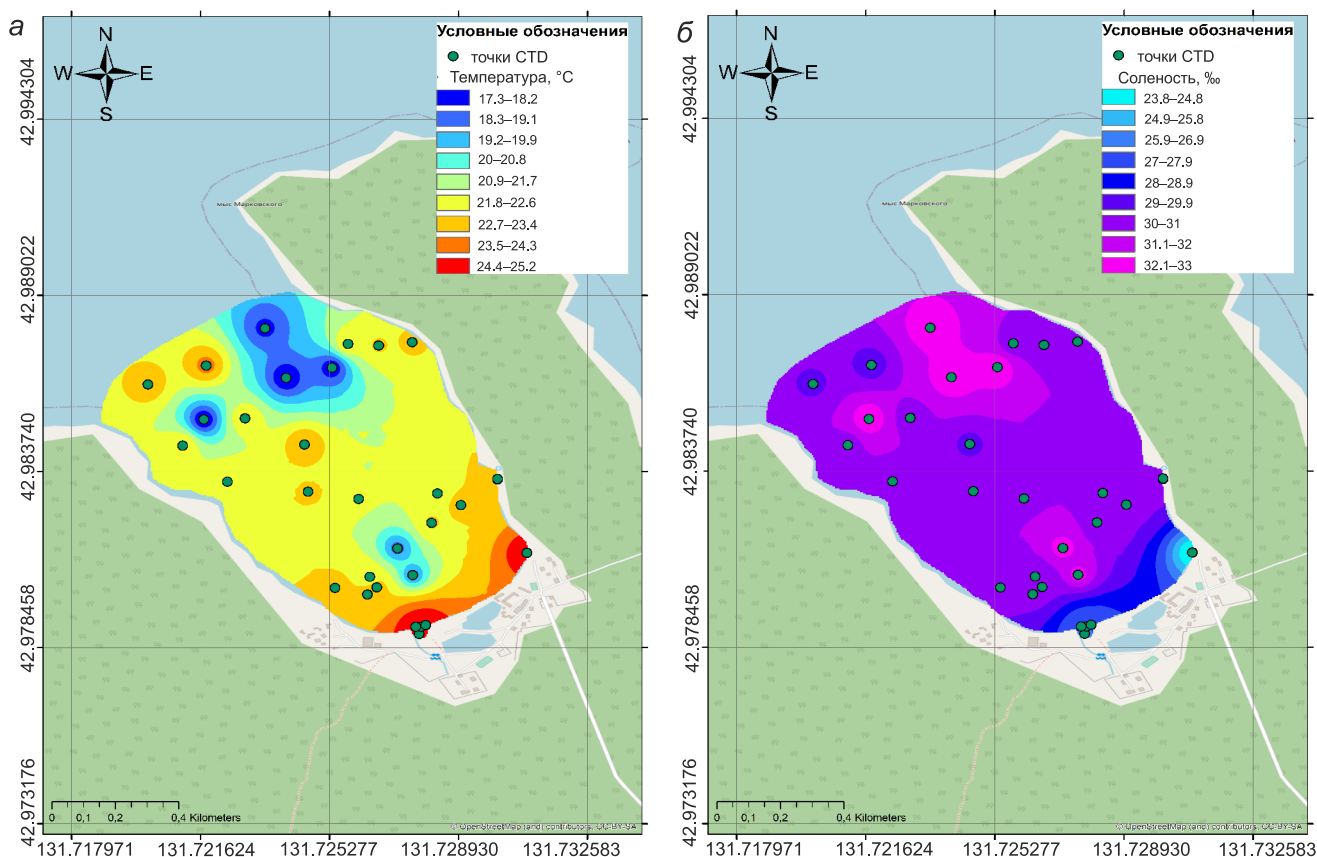 а
N
W E
S
Условные обозначения
точки CTD
Температура, °C
17.3–18.2
18.3–19.1
19.2–19.9
20–20.8
20.9–21.7
21.8–22.6
22.7–23.4
23.5–24.3
24.4–25.2
мыс Марковского
42.994304
42.989022
42.983740
42.978458
42.973176
0 0,1 0,2 0,4 Kilometers
© OpenStreetMap (and) contributors, CC-BY-SA
131.717971 131.721624 131.725277 131.728930 131.732583
б
N
W E
S
Условные обозначения
точки CTD
Соленость, ‰
23.8–24.8
24.9–25.8
25.9–26.9
27–27.9
28–28.9
29–29.9
30–31
31.1–32
32.1–33
мыс Марковского
42.994304
42.989022
42.983740
42.978458
42.973176
0 0,1 0,2 0,4 Kilometers
© OpenStreetMap (and) contributors, CC-BY-SA
131.717971 131.721624 131.725277 131.728930 131.732583